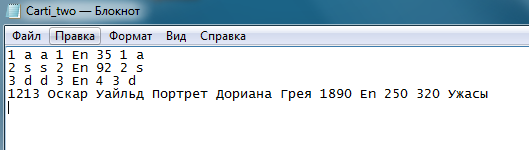 Carti_two — Блокнот
Файл Правка Формат Вид Справка
1 a a 1 En 35 1 a
2 s s 2 En 92 2 s
3 d d 3 En 4 3 d
1213 Оскар Уайльд Портрет Дориана Грея 1890 En 250 320 Ужасы